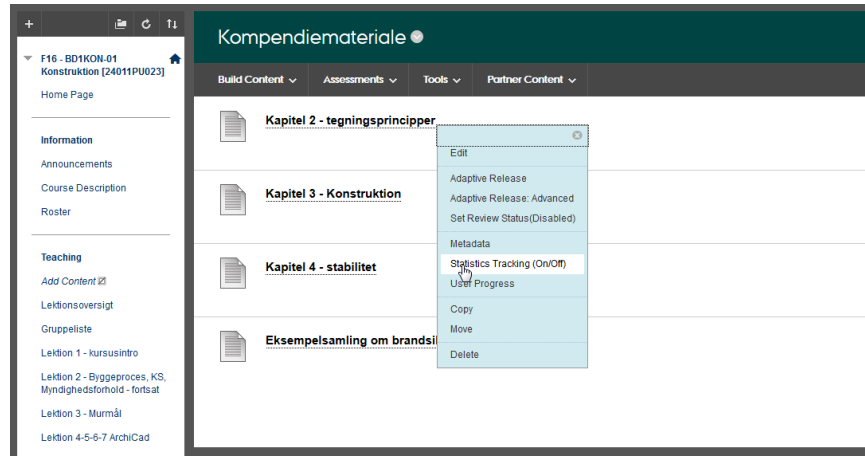 F16 - BD1KON-01
Konstruktion [24011PU023]
Home Page
Information
Announcements
Course Description
Roster
Teaching
Add Content
Lektionsoversigt
Gruppeliste
Lektion 1 - kursusintro
Lektion 2 - Byggeproces, KS,
Myndighedsforhold - fortsat
Lektion 3 - Murmål
Lektion 4-5-6-7 ArchiCad
Kompendiemateriale
Build Content
Assessments
Tools
Partner Content
Kapitel 2 - tegningsprincipper
Kapitel 3 - Konstruktion
Kapitel 4 - stabilitet
Eksempelsamling om
Edit
Adaptive Release
Adaptive Release: Advanced
Set Review Status(Disabled)
Metadata
Statistics Tracking (On/Off)
User Progress
Copy
Move
Delete